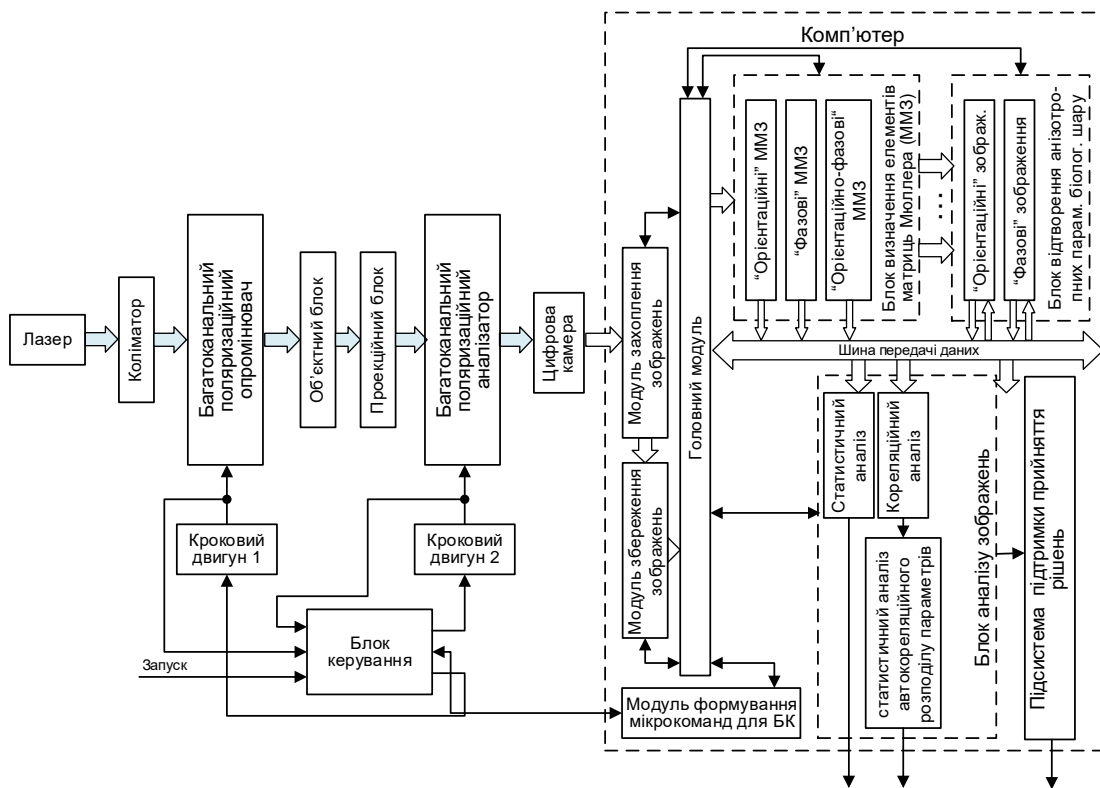 Комп’ютер
Лазер
Коліматор
Багатоканальний
поляризаційний
опромінювач
Об’єктний блок
Проекційний блок
Багатоканальний
поляризаційний
аналізатор
Цифрова
камера
Кроковий
двигун 1
Кроковий
двигун 2
Блок
керування
Запуск
Модуль захоплення
зображень
Модуль збереження
зображень
Головний модуль
Модуль формування
мікрокоманд для БК
“Орієнтаційні” ММЗ
“Фазові” ММЗ
“Орієнтаційно-фазові”
ММЗ
Блок визначення елементів
матриць Мюллера (ММЗ)
...
“Орієнтаційні” зображ.
“Фазові” зображення
Блок відтворення анізотро-
пних парам. біолог. шару
Шина передачі даних
Статистичний
аналіз
Кореляційний
аналіз
статистичний аналіз
автокореляційного
розподілу параметрів
Блок аналізу зображень
Підсистема підтримки прийняття
рішень